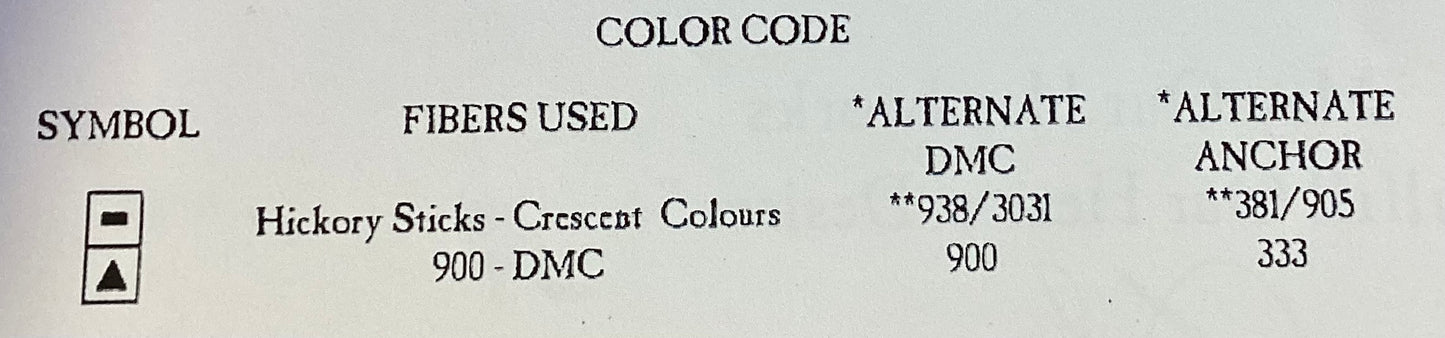 COLOR CODE
SYMBOL FIBERS USED *ALTERNATE DMC *ALTERNATE ANCHOR
Hickory Sticks - Crescent Colours **938/3031 **381/905
900 - DMC 900 333